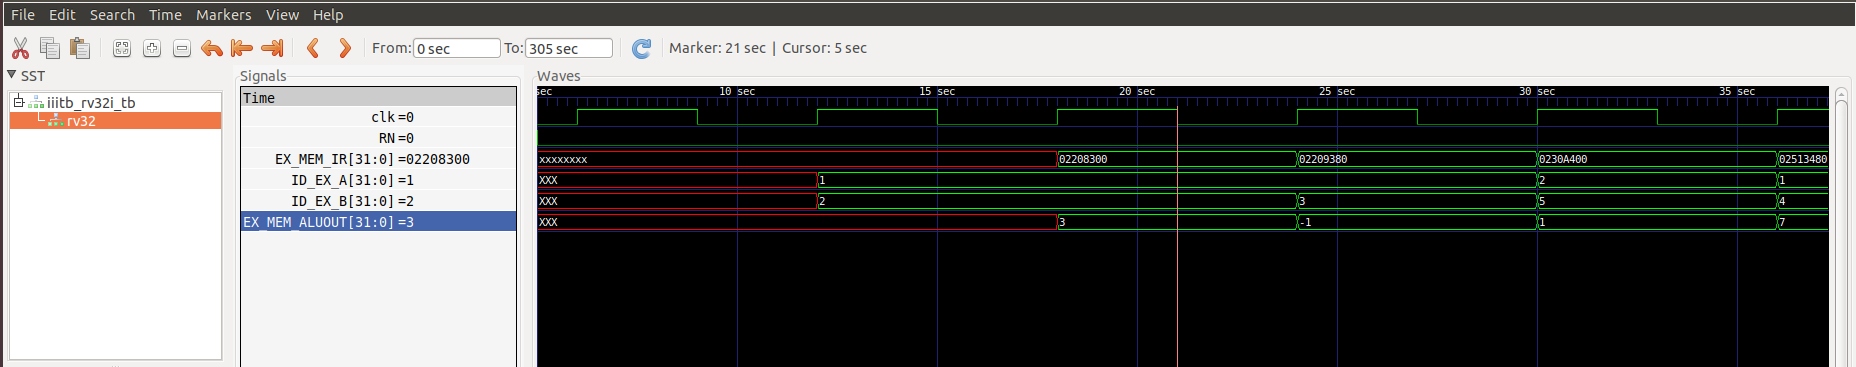 File Edit Search Time Markers View Help
From: 0 sec To: 305 sec Marker: 21 sec | Cursor: 5 sec
SST
iiitb_rv32i_tb
rv32
Signals
Time
clk=0
RN=0
EX_MEM_IR[31:0]=02208300
ID_EX_A[31:0]=1
ID_EX_B[31:0]=2
EX_MEM_ALUOUT[31:0]=3
Waves
sec 10 sec 15 sec 20 sec 25 sec 30 sec 35 sec
xxxxxxxx 02208300 02209380 0230A400 02513480
XXX 1 2 1
XXX 2 3 5 4
XXX 3 -1 1 7